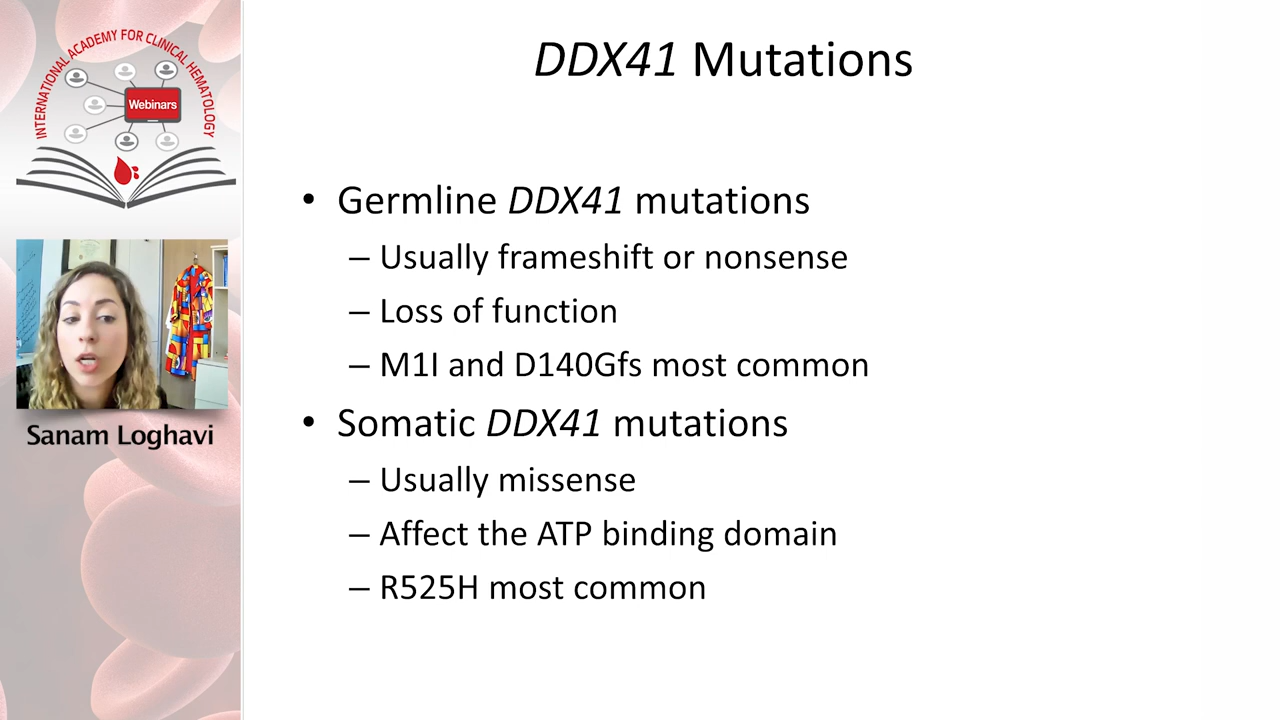 INTERNATIONAL ACADEMY FOR CLINICAL HEMATOLOGY
Webinars
Sanam Loghavi
DDX41 Mutations
• Germline DDX41 mutations
– Usually frameshift or nonsense
– Loss of function
– M1I and D140Gfs most common
• Somatic DDX41 mutations
– Usually missense
– Affect the ATP binding domain
– R525H most common